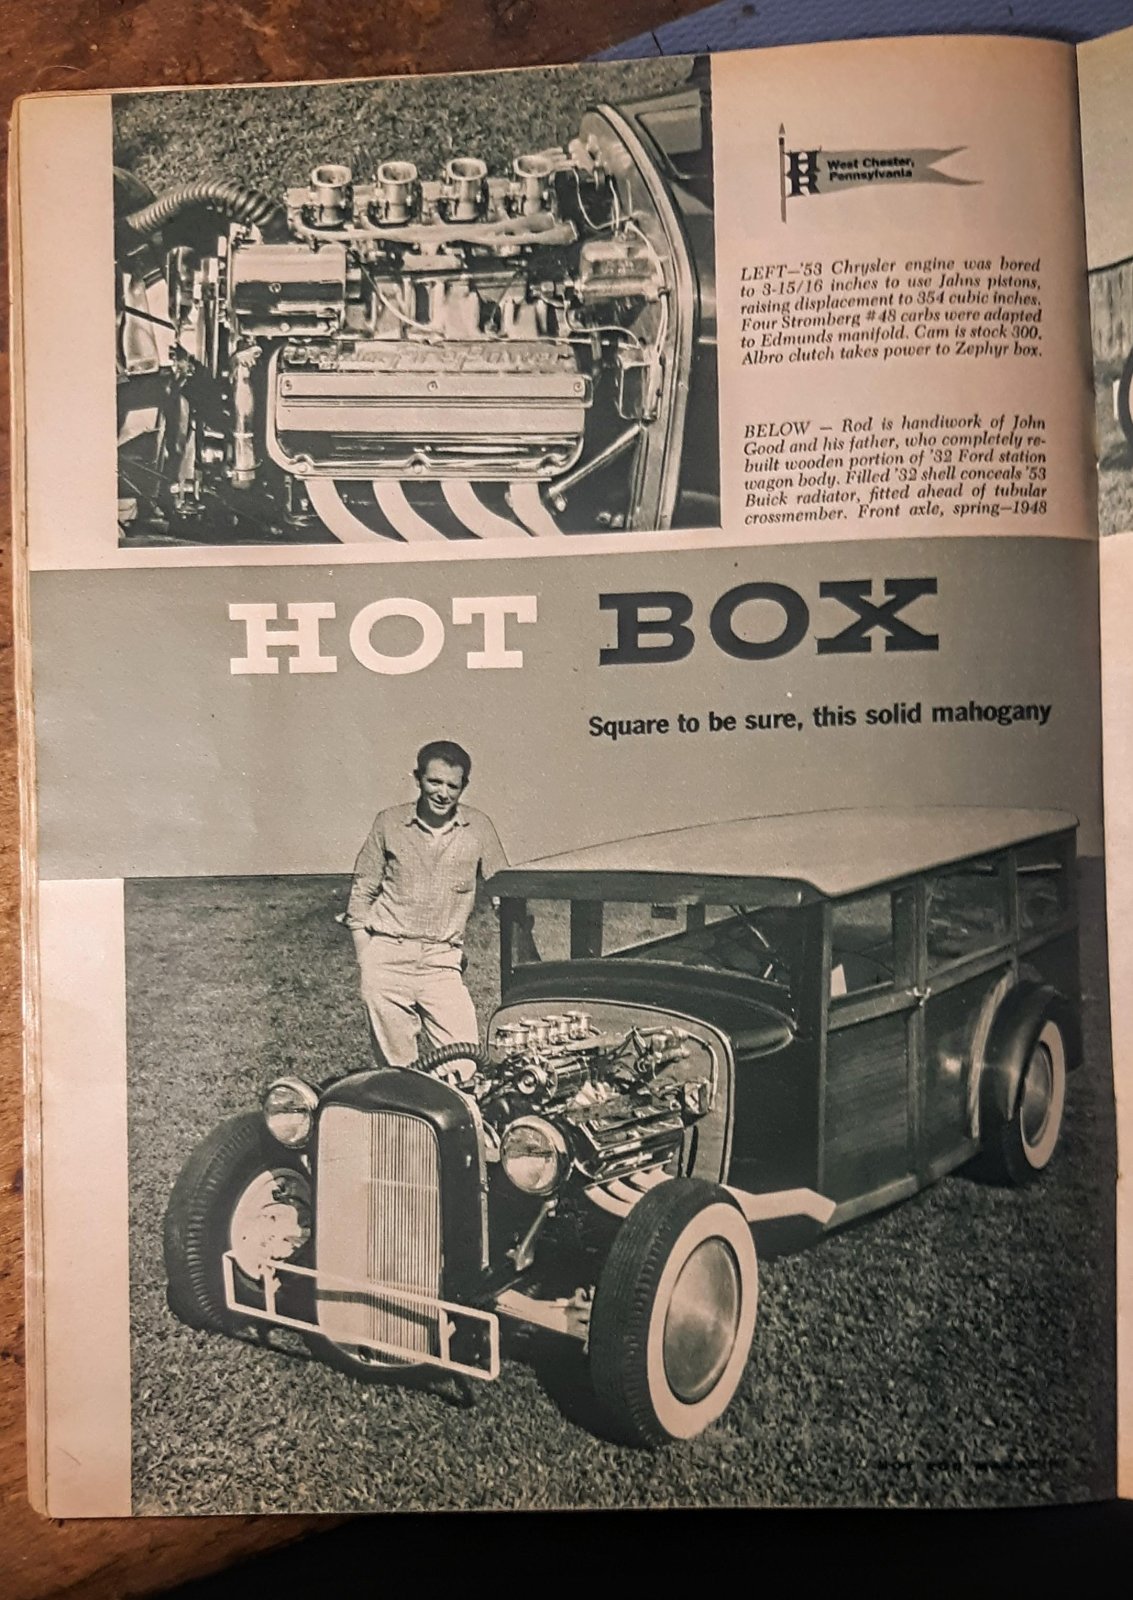 HR
West Chester,
Pennsylvania
LEFT—'53 Chrysler engine was bored
to 3-15/16 inches to use Jahns pistons,
raising displacement to 354 cubic inches.
Four Stromberg #48 carbs were adapted
to Edmunds manifold. Cam is stock 300.
Albro clutch takes power to Zephyr box.
BELOW — Rod is handiwork of John
Good and his father, who completely re-
built wooden portion of '32 Ford station
wagon body. Filled '32 shell conceals '53
Buick radiator, fitted ahead of tubular
crossmember. Front axle, spring—1948
HOT BOX
Square to be sure, this solid mahogany
HOT ROD MAGAZINE